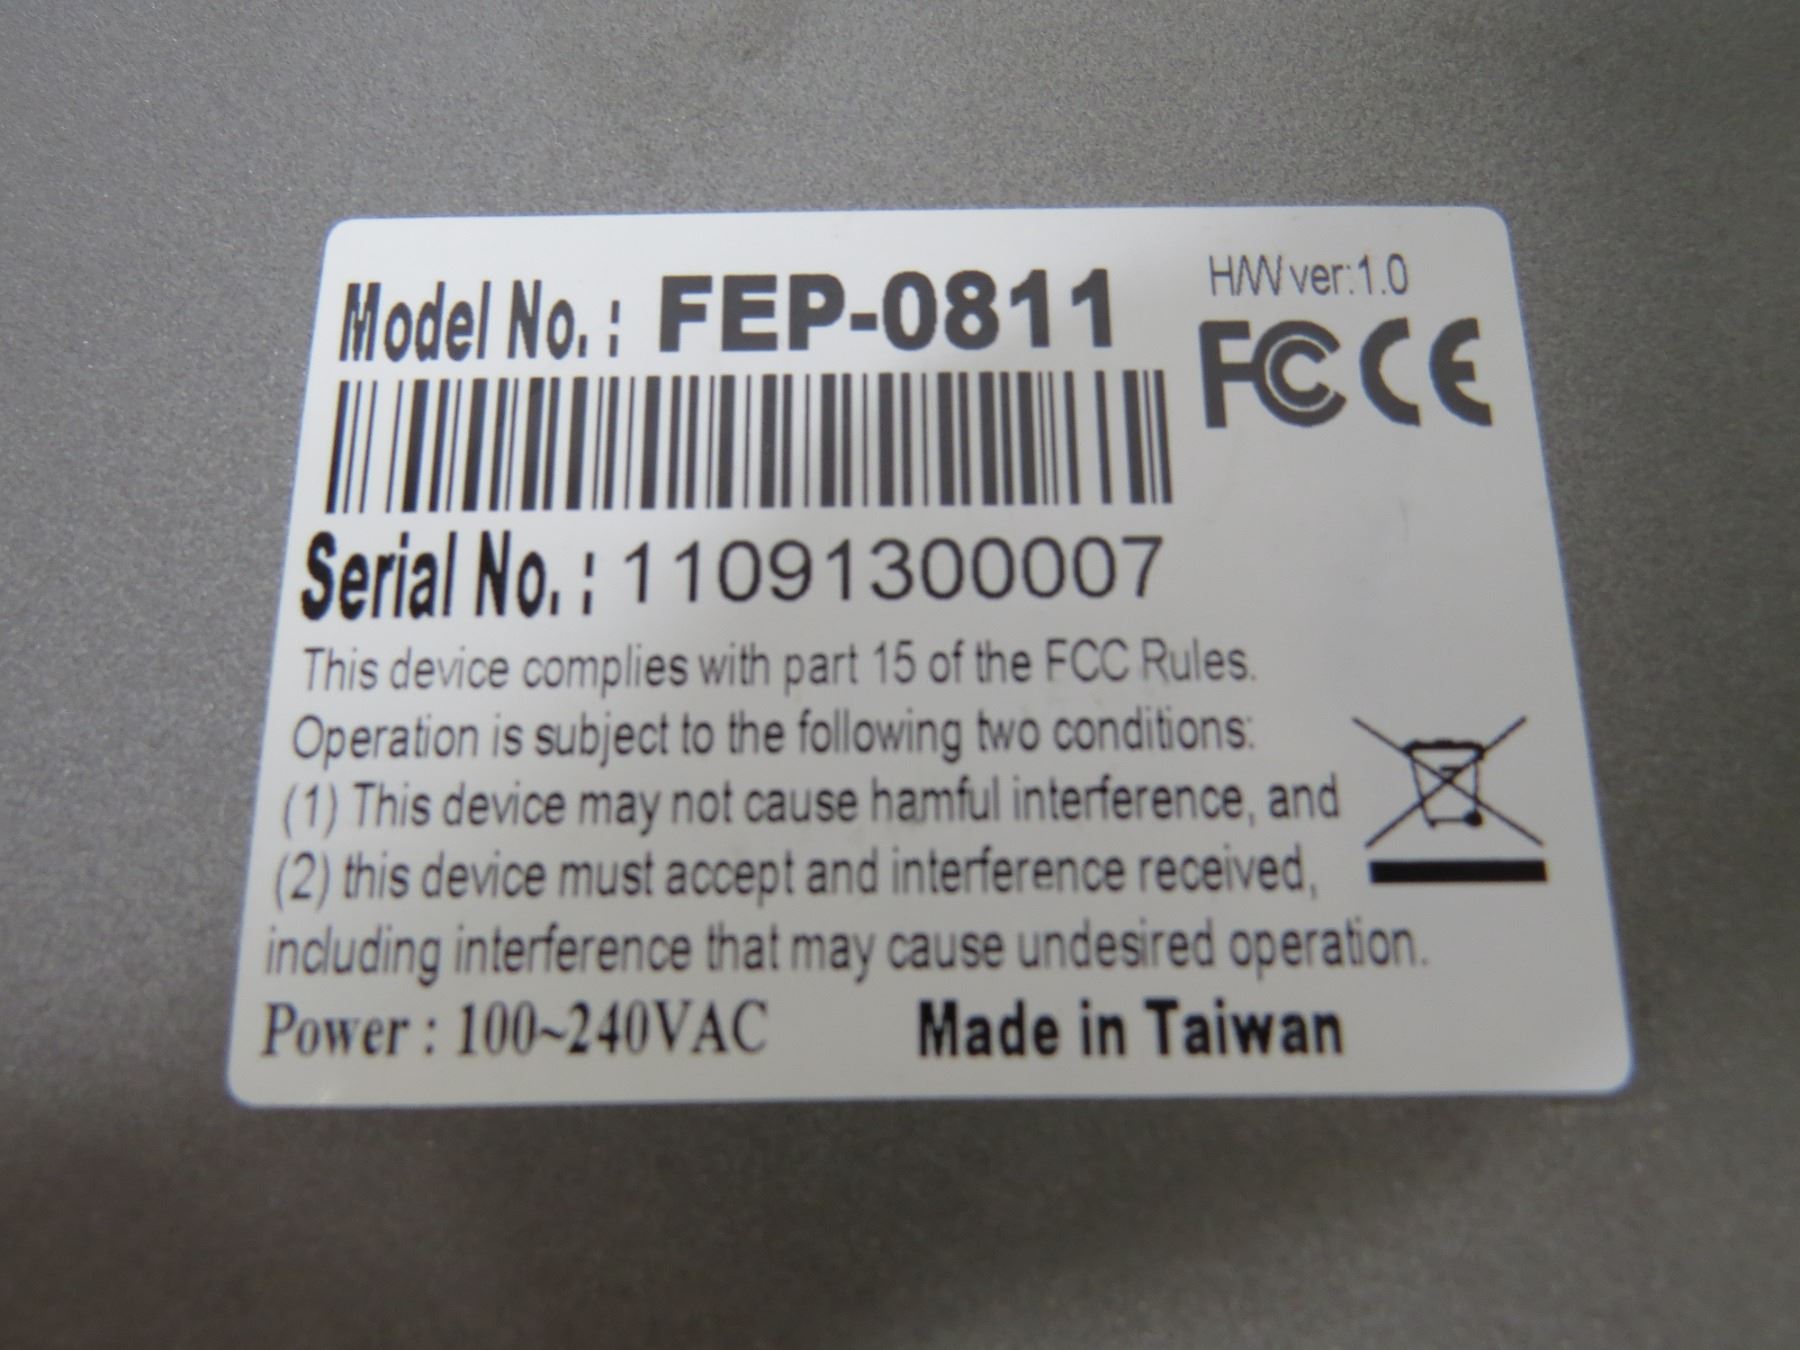 Model No. : FEP-0811
H/W ver:1.0
FC CE
Serial No. : 11091300007
This device complies with part 15 of the FCC Rules.
Operation is subject to the following two conditions:
(1) This device may not cause hamful interference, and
(2) this device must accept and interference received,
including interference that may cause undesired operation.
Power : 100~240VAC Made in Taiwan